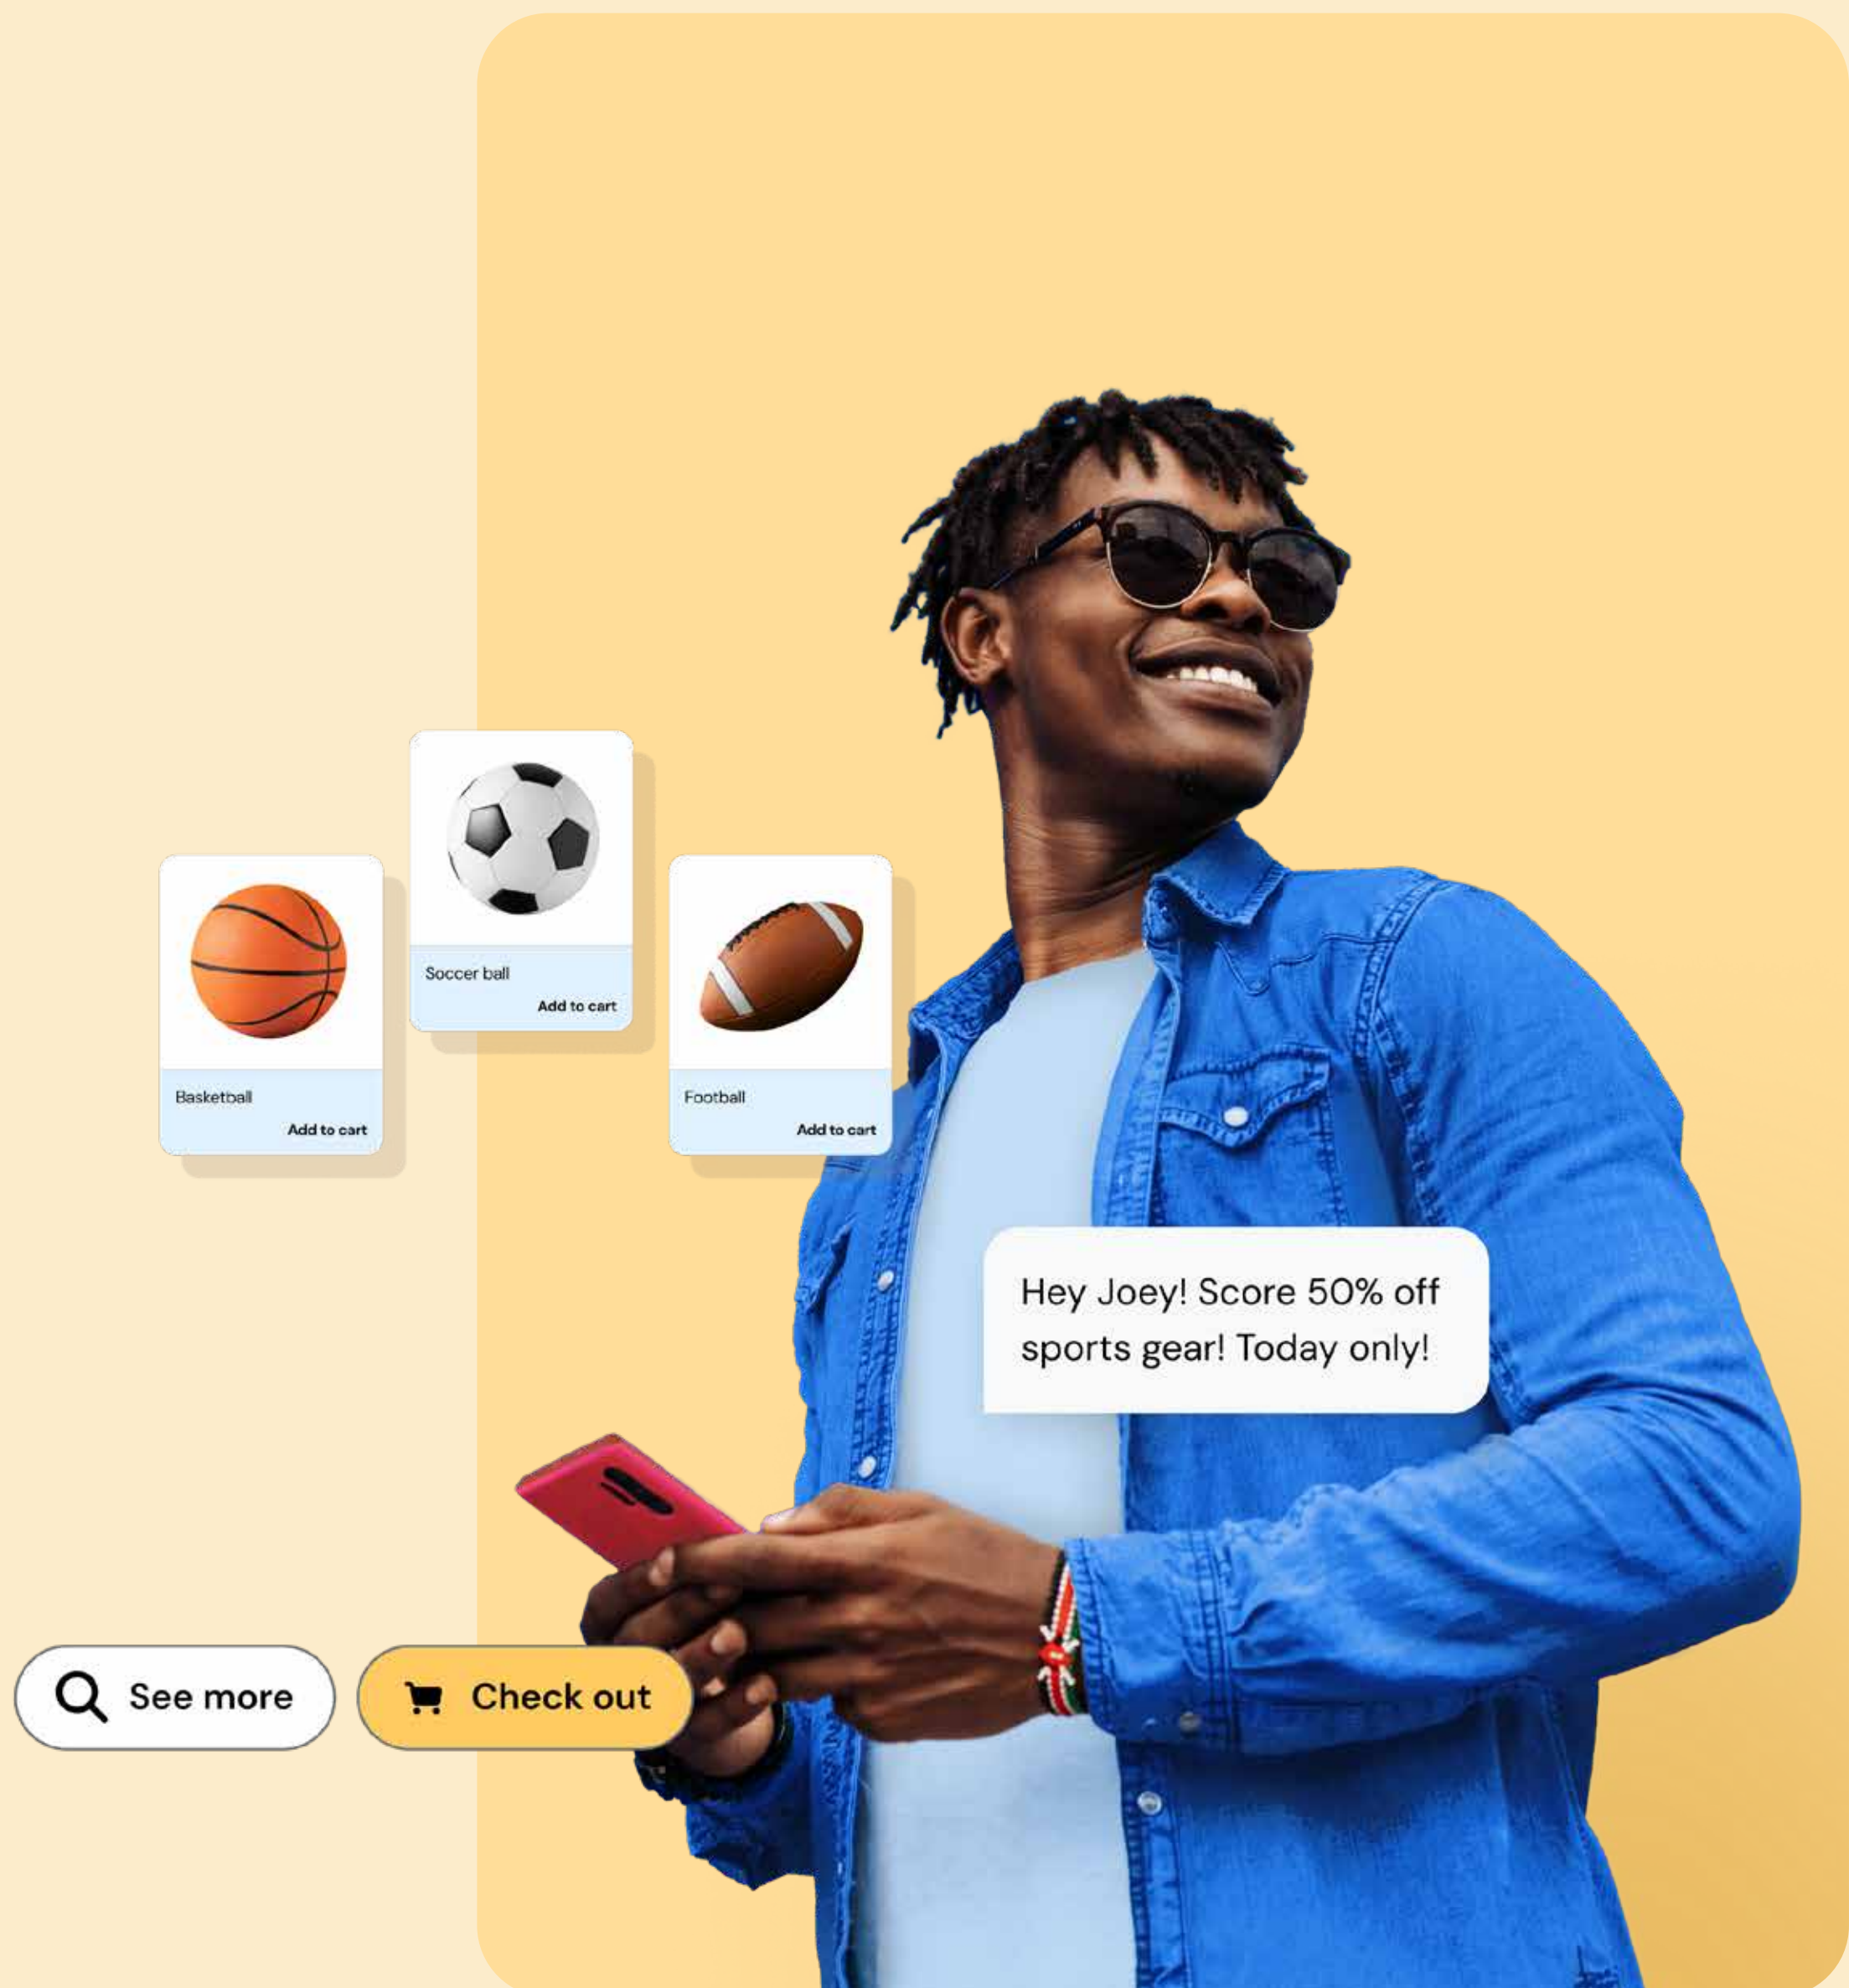 Soccer ball
Add to cart
Basketball
Add to cart
Football
Add to cart
Hey Joey! Score 50% off
sports gear! Today only!
See more
Check out